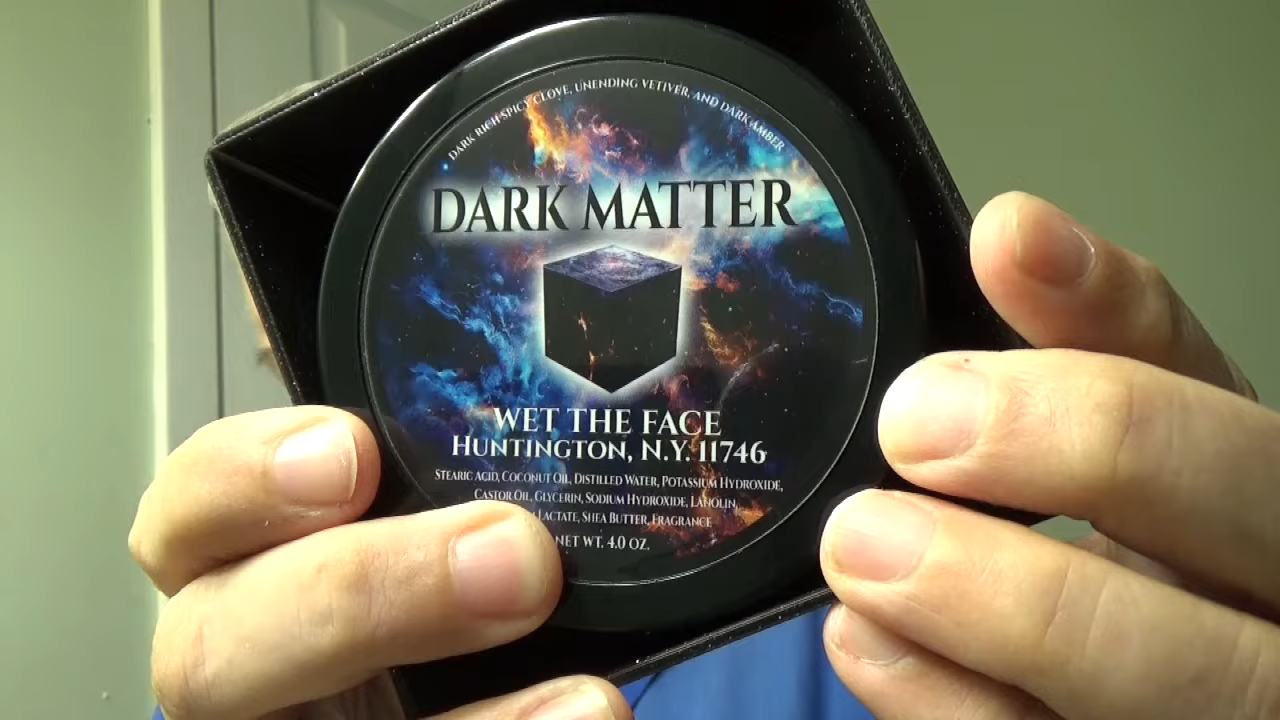 DARK RICH SPICY CLOVE, UNENDING VETIVER, AND DARK AMBER
DARK MATTER
WET THE FACE
HUNTINGTON, N.Y. 11746
STEARIC ACID, COCONUT OIL, DISTILLED WATER, POTASSIUM HYDROXIDE,
CASTOR OIL, GLYCERIN, SODIUM HYDROXIDE, LANOLIN,
LACTATE, SHEA BUTTER, FRAGRANCE
NET WT. 4.0 OZ.